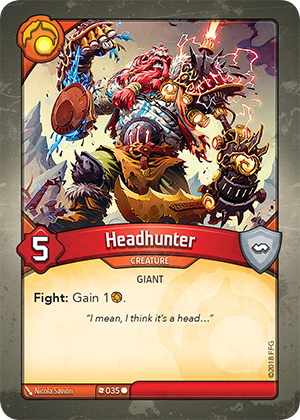 Headhunter
5
CREATURE
GIANT
Fight: Gain 1.
"I mean, I think it's a head…"
Nicola Saviori
035
©2018 FFG